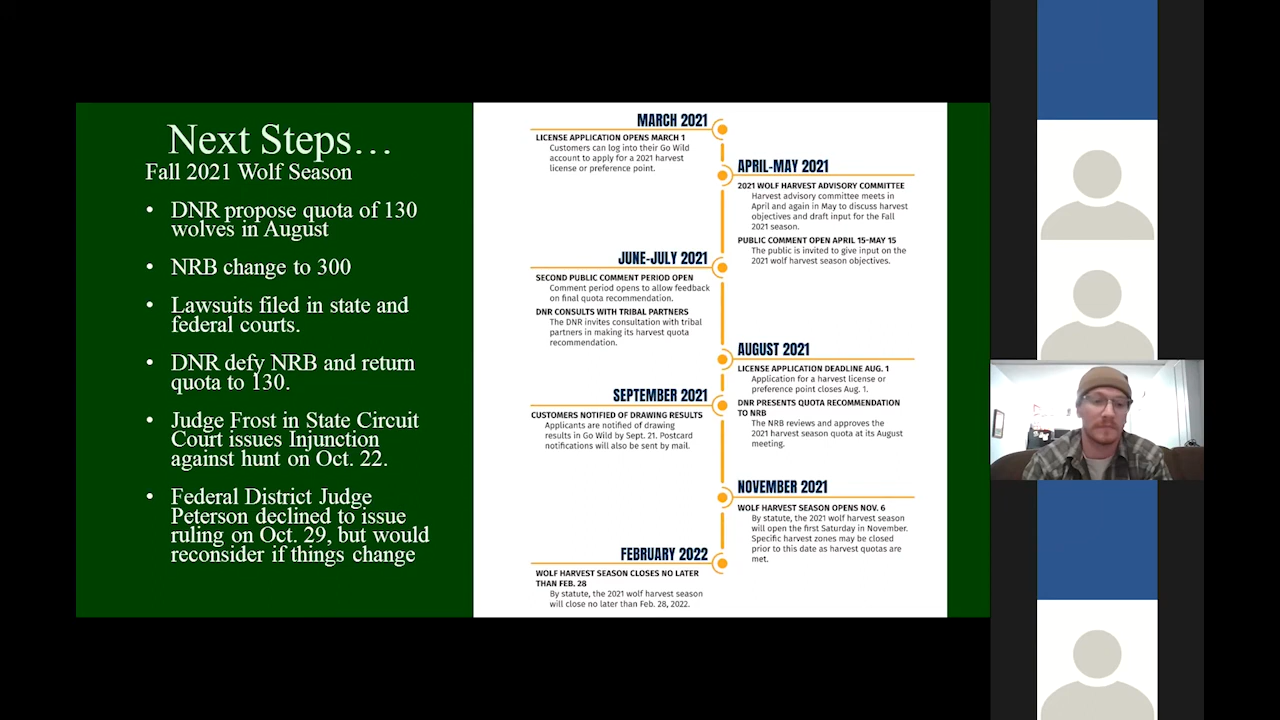 Next Steps…
Fall 2021 Wolf Season
• DNR propose quota of 130
wolves in August
• NRB change to 300
• Lawsuits filed in state and
federal courts.
• DNR defy NRB and return
quota to 130.
• Judge Frost in State Circuit
Court issues Injunction
against hunt on Oct. 22.
• Federal District Judge
Peterson declined to issue
ruling on Oct. 29, but would
reconsider if things change
MARCH 2021
LICENSE APPLICATION OPENS MARCH 1
Customers can log into their Go Wild
account to apply for a 2021 harvest
license or preference point.
APRIL-MAY 2021
2021 WOLF HARVEST ADVISORY COMMITTEE
Harvest advisory committee meets in
April and again in May to discuss harvest
objectives and draft input for the Fall
2021 season.
PUBLIC COMMENT OPEN APRIL 15-MAY 15
The public is invited to give input on the
2021 wolf harvest season objectives.
JUNE-JULY 2021
SECOND PUBLIC COMMENT PERIOD OPEN
Comment period opens to allow feedback
on final quota recommendation.
DNR CONSULTS WITH TRIBAL PARTNERS
The DNR invites consultation with tribal
partners in making its harvest quota
recommendation.
AUGUST 2021
LICENSE APPLICATION DEADLINE AUG. 1
Application for a harvest license or
preference point closes Aug. 1.
DNR PRESENTS QUOTA RECOMMENDATION
TO NRB
The NRB reviews and approves the
2021 harvest season quota at its August
meeting.
SEPTEMBER 2021
CUSTOMERS NOTIFIED OF DRAWING RESULTS
Applicants are notified of drawing
results in Go Wild by Sept. 21. Postcard
notifications will also be sent by mail.
NOVEMBER 2021
WOLF HARVEST SEASON OPENS NOV. 6
By statute, the 2021 wolf harvest season
will open the first Saturday in November.
Specific harvest zones may be closed
prior to this date as harvest quotas are
met.
FEBRUARY 2022
WOLF HARVEST SEASON CLOSES NO LATER
THAN FEB. 28
By statute, the 2021 wolf harvest season
will close no later than Feb. 28, 2022.